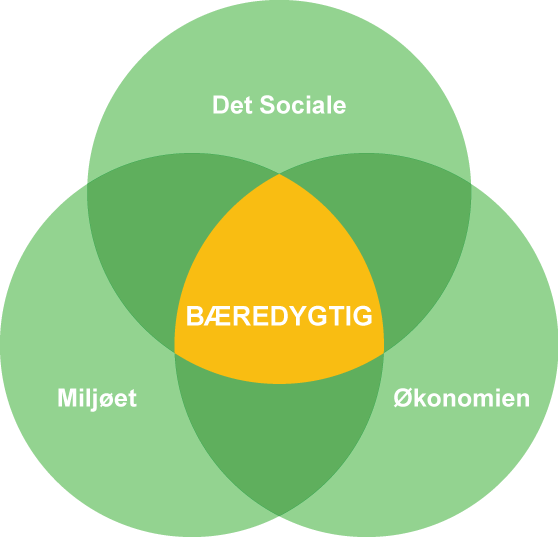 Det Sociale
BÆREDYGTIG
Miljøet
Økonomien